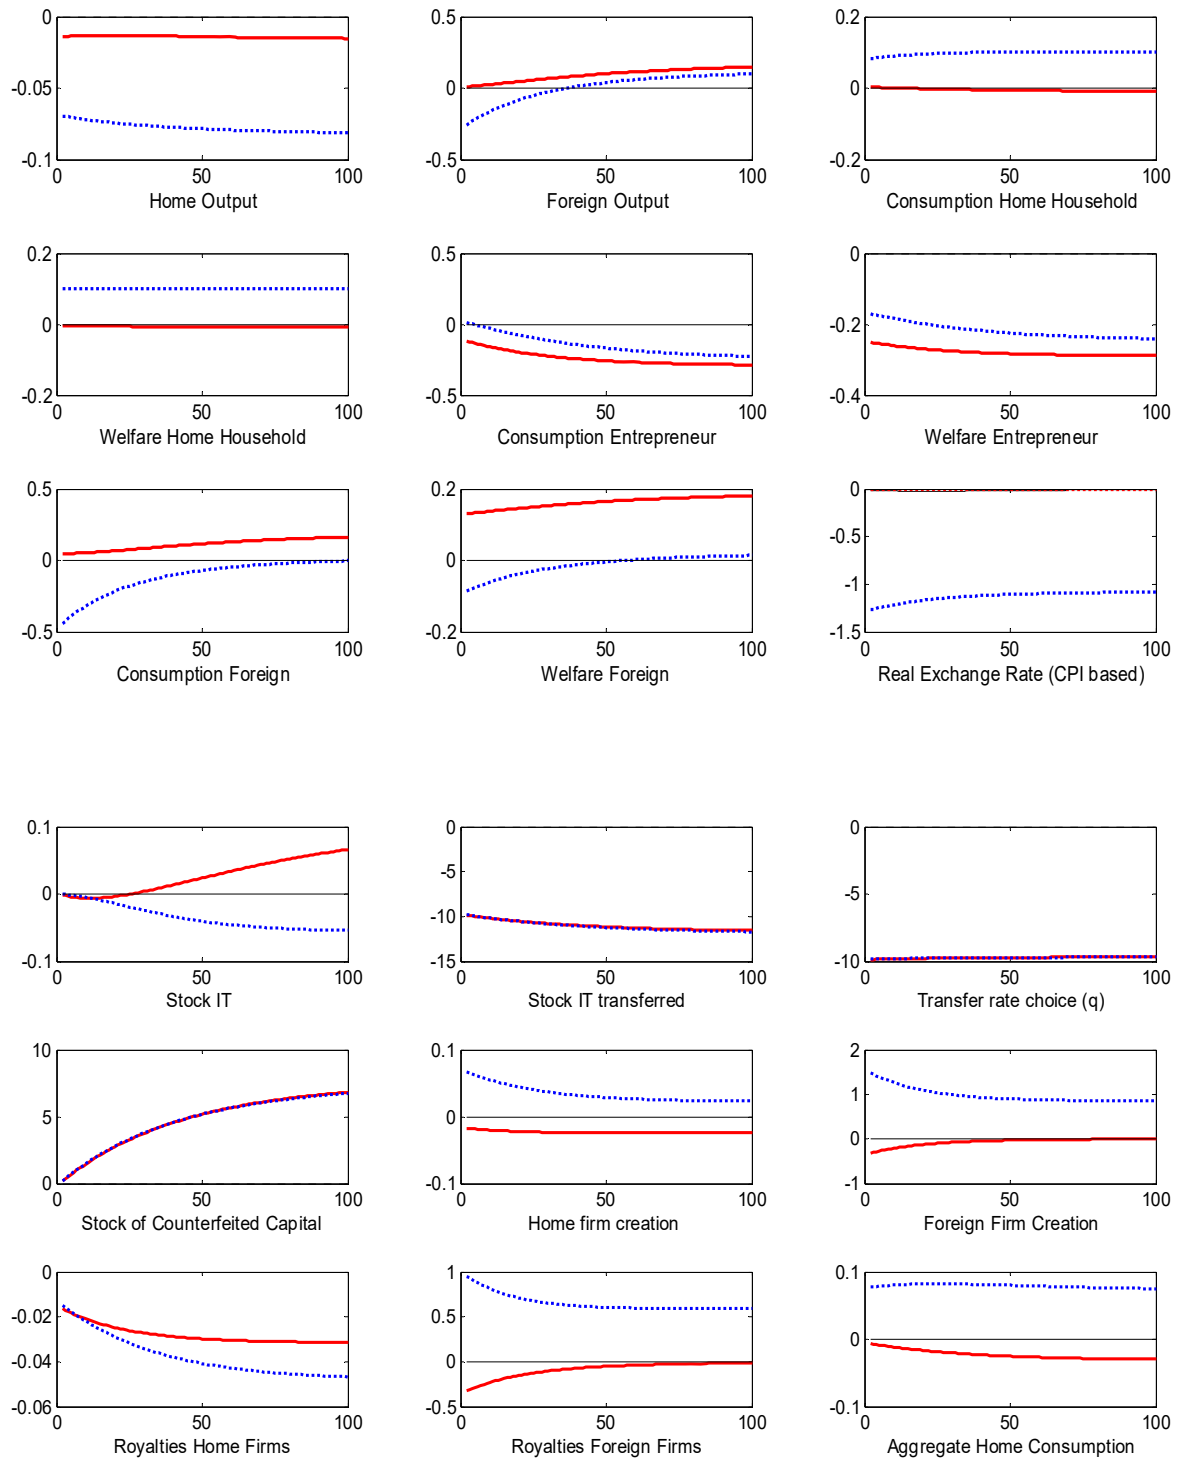 0 0.5 0.2
-0.05 0 0
-0.1 -0.5 -0.2
0 50 100 0 50 100 0 50 100
Home Output Foreign Output Consumption Home Household
0.2 0.5 0
0 0 -0.2
-0.2 -0.5 -0.4
0 50 100 0 50 100 0 50 100
Welfare Home Household Consumption Entrepreneur Welfare Entrepreneur
0.5 0.2 0
-0.5
0 0
-1
-0.5 -0.2 -1.5
0 50 100 0 50 100 0 50 100
Consumption Foreign Welfare Foreign Real Exchange Rate (CPI based)
0.1 0 0
-5
0 -5
-10
-0.1 -15 -10
0 50 100 0 50 100 0 50 100
Stock IT Stock IT transferred Transfer rate choice (q)
10 0.1 2
1
5 0
0
0 -0.1 -1
0 50 100 0 50 100 0 50 100
Stock of Counterfeited Capital Home firm creation Foreign Firm Creation
0 1 0.1
-0.02 0.5
0
-0.04 0
-0.06 -0.5 -0.1
0 50 100 0 50 100 0 50 100
Royalties Home Firms Royalties Foreign Firms Aggregate Home Consumption